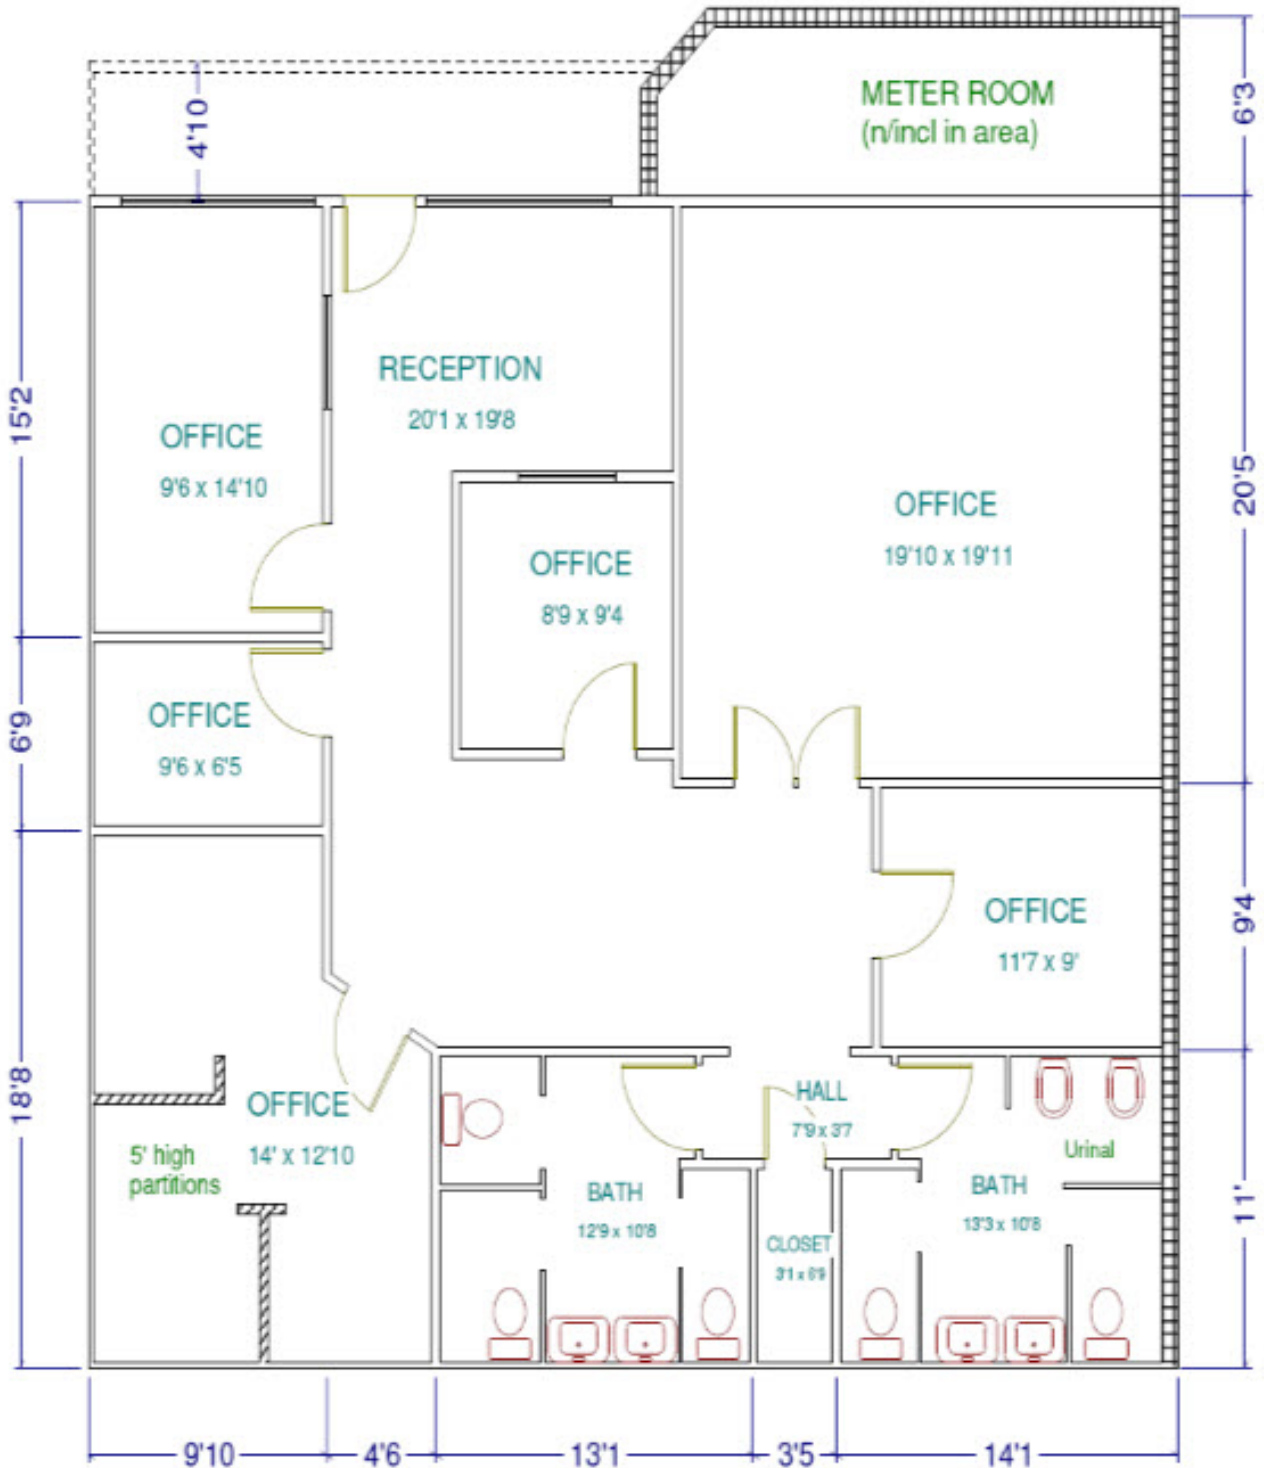 METER ROOM
(n/incl in area)
6'3
4'10
RECEPTION
20'1 x 19'8
15'2
OFFICE
9'6 x 14'10
OFFICE
19'10 x 19'11
20'5
OFFICE
8'9 x 9'4
OFFICE
9'6 x 6'5
6'9
OFFICE
11'7 x 9'
9'4
18'8
OFFICE
14' x 12'10
5' high
partitions
HALL
7'9 x 3'7
Urinal
BATH
12'9 x 10'8
BATH
13'3 x 10'8
11'
CLOSET
3'1 x 6'9
9'10
4'6
13'1
3'5
14'1